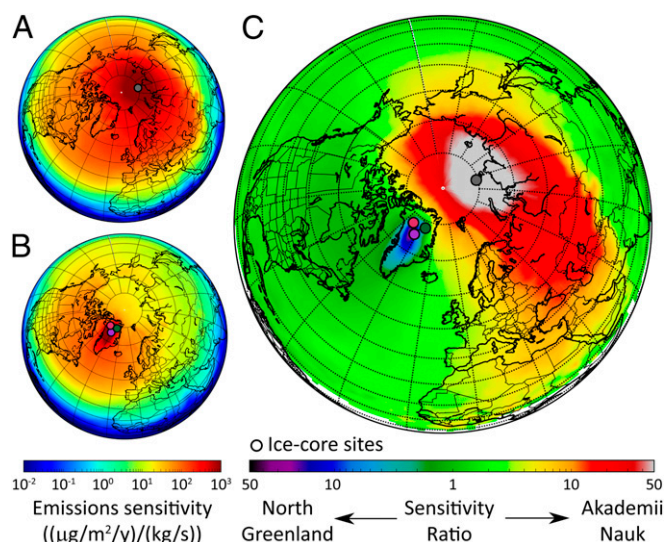 A
B
C
Ice-core sites
10⁻² 10⁻¹ 10⁰ 10¹ 10² 10³
Emissions sensitivity
((µg/m²/y)/(kg/s))
50 10 1 10 50
North Greenland
Sensitivity Ratio
Akademii Nauk